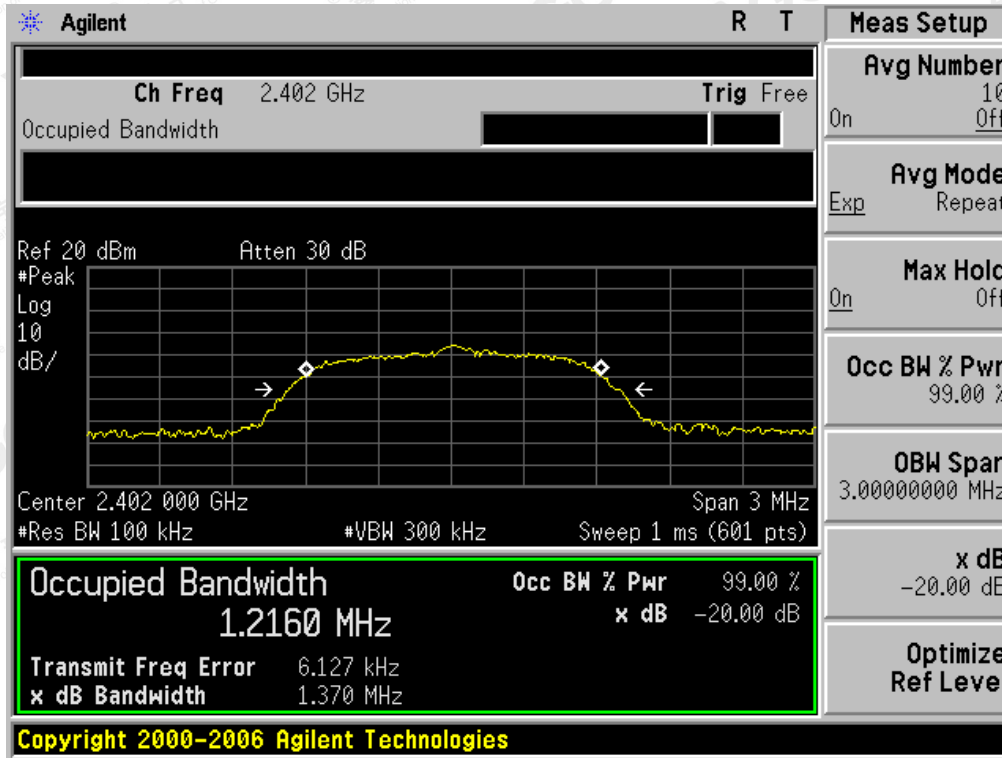 Agilent R T
Ch Freq 2.402 GHz Trig Free
Occupied Bandwidth
Ref 20 dBm Atten 30 dB
#Peak
Log
10
dB/
Center 2.402 000 GHz Span 3 MHz
#Res BW 100 kHz #VBW 300 kHz Sweep 1 ms (601 pts)
Occupied Bandwidth
1.2160 MHz
Occ BW % Pwr 99.00 %
x dB -20.00 dB
Transmit Freq Error 6.127 kHz
x dB Bandwidth 1.370 MHz
Copyright 2000-2006 Agilent Technologies
Meas Setup
Avg Number
10
On Off
Avg Mode
Exp Repeat
Max Hold
On Off
Occ BW % Pwr
99.00 %
OBW Span
3.00000000 MHz
x dB
-20.00 dB
Optimize
Ref Level